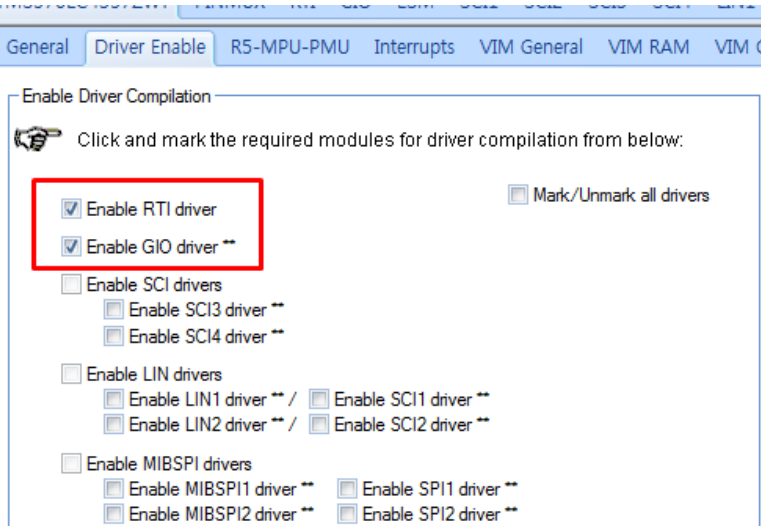 General Driver Enable R5-MPU-PMU Interrupts VIM General VIM RAM VIM
Enable Driver Compilation
Click and mark the required modules for driver compilation from below:
Mark/Unmark all drivers
Enable RTI driver
Enable GIO driver **
Enable SCI drivers
Enable SCI3 driver **
Enable SCI4 driver **
Enable LIN drivers
Enable LIN1 driver ** / Enable SCI1 driver **
Enable LIN2 driver ** / Enable SCI2 driver **
Enable MIBSPI drivers
Enable MIBSPI1 driver ** Enable SPI1 driver **
Enable MIBSPI2 driver ** Enable SPI2 driver **